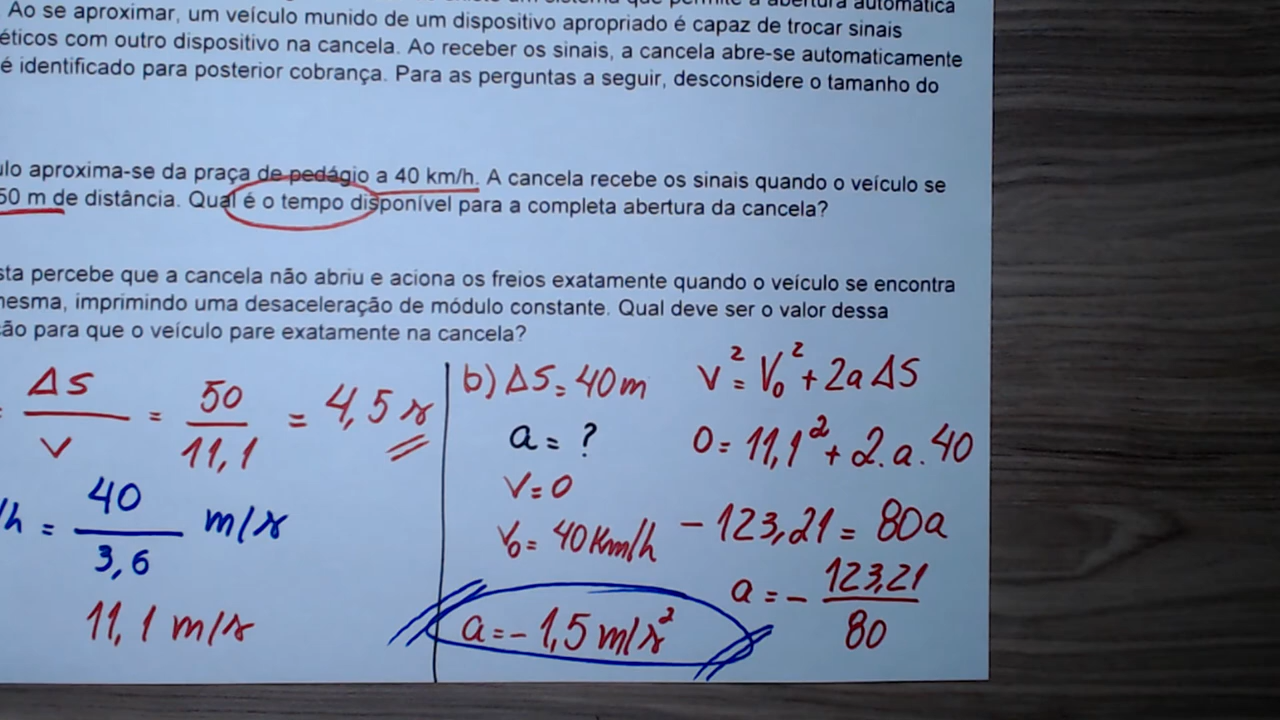 Ao se aproximar, um veículo munido de um dispositivo apropriado é capaz de trocar sinais
éticos com outro dispositivo na cancela. Ao receber os sinais, a cancela abre-se automaticamente
é identificado para posterior cobrança. Para as perguntas a seguir, desconsidere o tamanho do
ulo aproxima-se da praça de pedágio a 40 km/h. A cancela recebe os sinais quando o veículo se
50 m de distância. Qual é o tempo disponível para a completa abertura da cancela?
sta percebe que a cancela não abriu e aciona os freios exatamente quando o veículo se encontra
nesma, imprimindo uma desaceleração de módulo constante. Qual deve ser o valor dessa
ção para que o veículo pare exatamente na cancela?
= ΔS / V = 50 / 11,1 = 4,5 s
/h = 40 / 3,6 m/s
11,1 m/s
b) ΔS = 40 m
a = ?
V = 0
V₀ = 40 Km/h
a = - 1,5 m/s²
V² = V₀² + 2a ΔS
0 = 11,1² + 2.a.40
- 123,21 = 80a
a = - 123,21 / 80